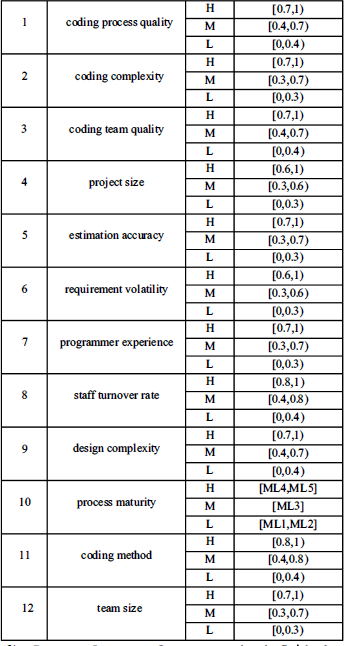 1 coding process quality H [0.7,1)
M [0.4,0.7)
L [0,0.4)
2 coding complexity H [0.7,1)
M [0.3,0.7)
L [0,0.3)
3 coding team quality H [0.7,1)
M [0.4,0.7)
L [0,0.4)
4 project size H [0.6,1)
M [0.3,0.6)
L [0,0.3)
5 estimation accuracy H [0.7,1)
M [0.3,0.7)
L [0,0.3)
6 requirement volatility H [0.6,1)
M [0.3,0.6)
L [0,0.3)
7 programmer experience H [0.7,1)
M [0.3,0.7)
L [0,0.3)
8 staff turnover rate H [0.8,1)
M [0.4,0.8)
L [0,0.4)
9 design complexity H [0.7,1)
M [0.4,0.7)
L [0,0.4)
10 process maturity H [ML4,ML5]
M [ML3]
L [ML1,ML2]
11 coding method H [0.8,1)
M [0.4,0.8)
L [0,0.4)
12 team size H [0.7,1)
M [0.3,0.7)
L [0,0.3)